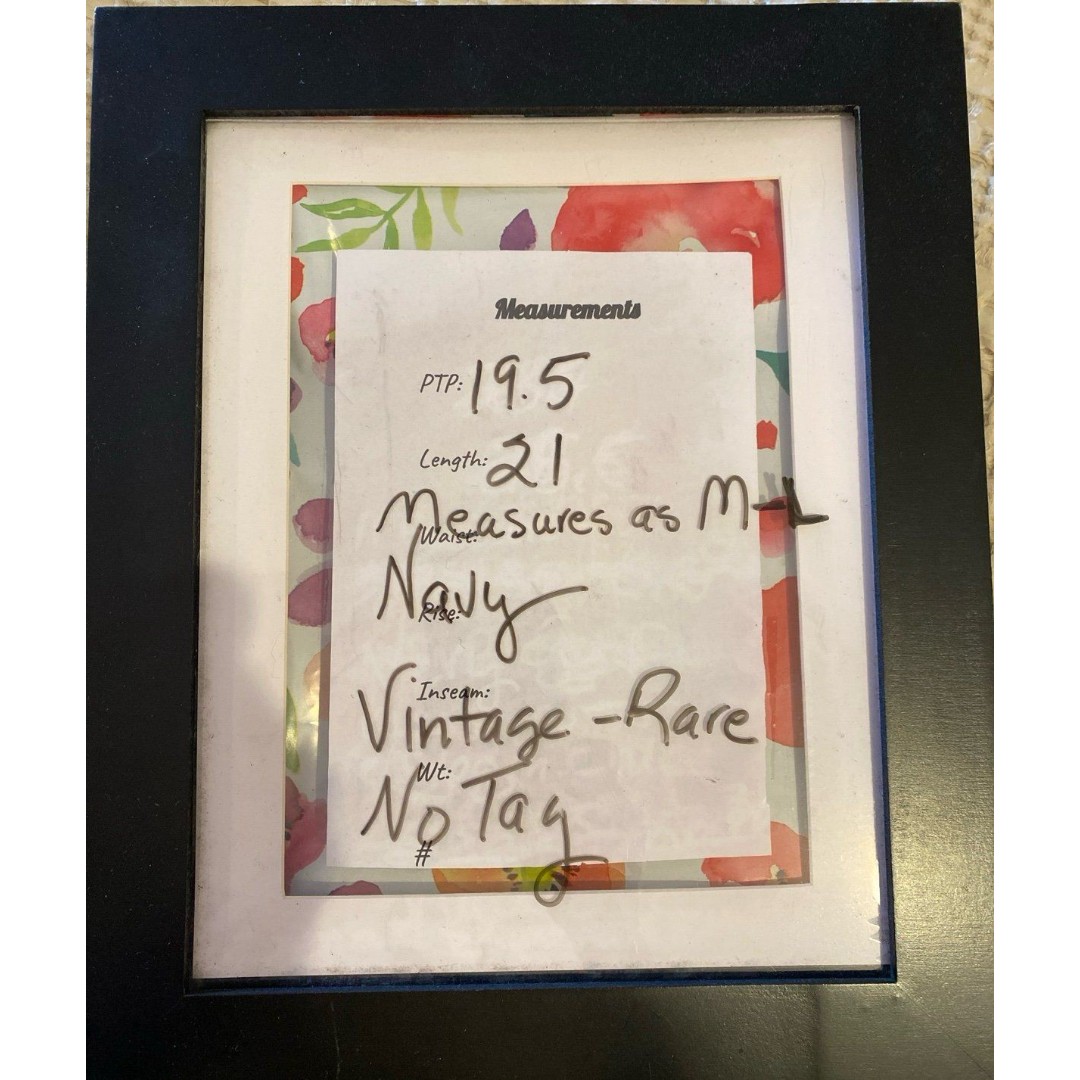 Measurements
PTP: 19.5
Length: 21
Measures as M-L
Waist:
Navy
Rise:
Inseam:
Vintage - Rare
Wt:
No Tag
#